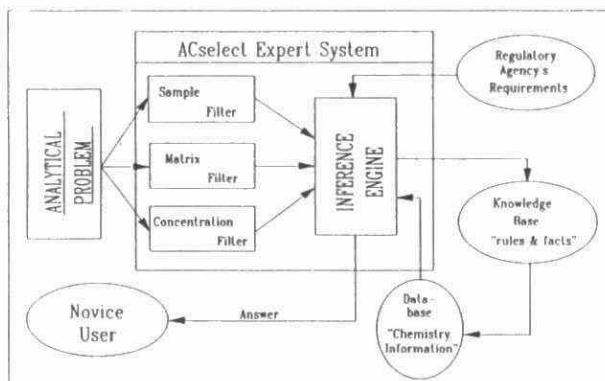 ACselect Expert System
ANALYTICAL
PROBLEM
Sample
Filter
Matrix
Filter
Concentration
Filter
INFERENCE
ENGINE
Regulatory
Agency's
Requirements
Knowledge
Base
"rules & facts"
Data-
base
"Chemistry
Information"
Answer
Novice
User